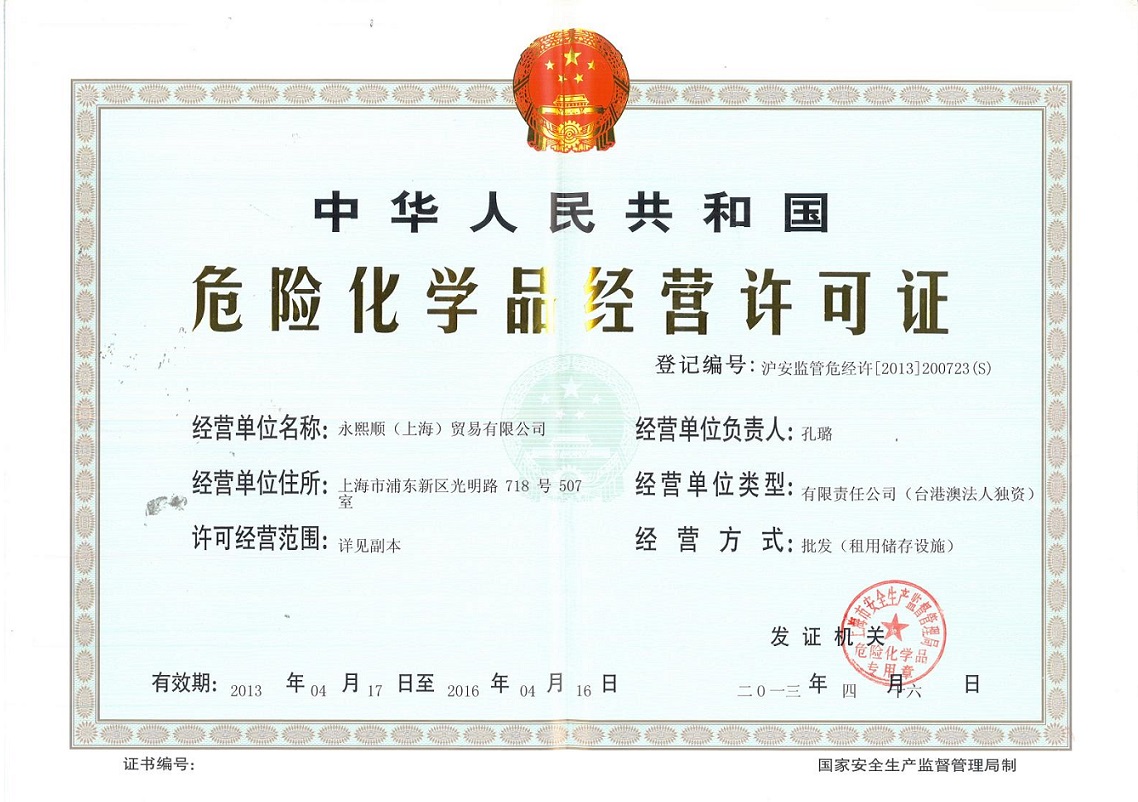 中华人民共和国
危险化学品经营许可证
登记编号：沪安监管危经许[2013]200723(S)
经营单位名称：永熙顺（上海）贸易有限公司
经营单位负责人：孔璐
经营单位住所：上海市浦东新区光明路 718 号 507
室
经营单位类型：有限责任公司（台港澳法人独资）
许可经营范围：详见副本
经营方式：批发（租用储存设施）
发证机关
上海市安全生产监督管理局
危险化学品
专用章
有效期：2013 年 04 月 17 日至 2016 年 04 月 16 日
二0一三 年 四 月 六 日
证书编号：
国家安全生产监督管理局制